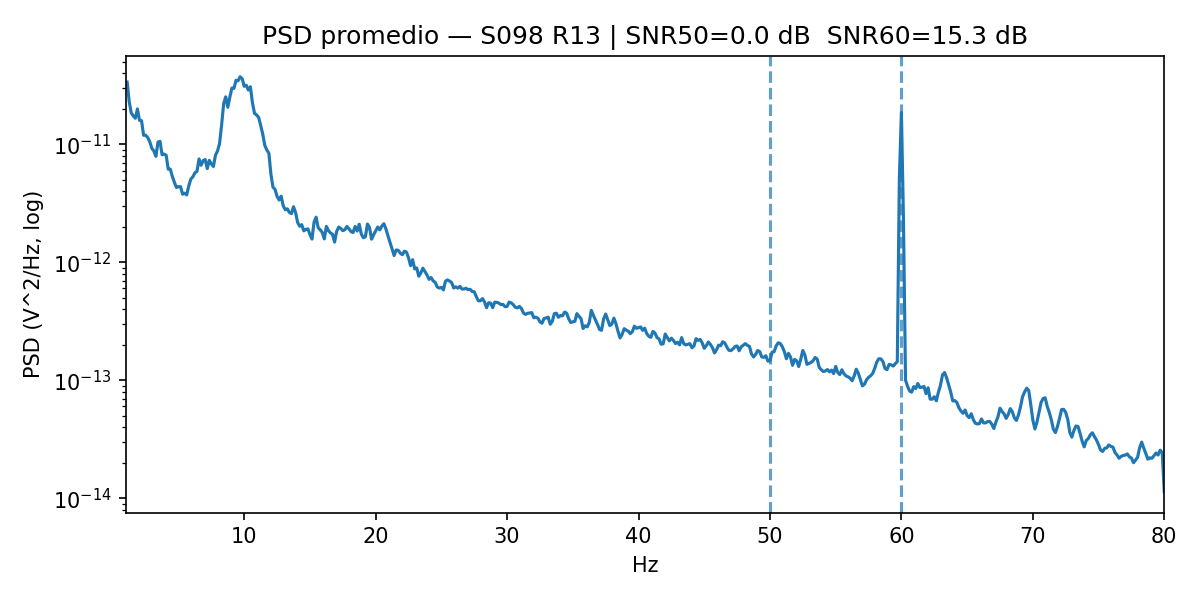 PSD promedio — S098 R13 | SNR50=0.0 dB  SNR60=15.3 dB
PSD (V^2/Hz, log)
10⁻¹¹
10⁻¹²
10⁻¹³
10⁻¹⁴
10 20 30 40 50 60 70 80
Hz